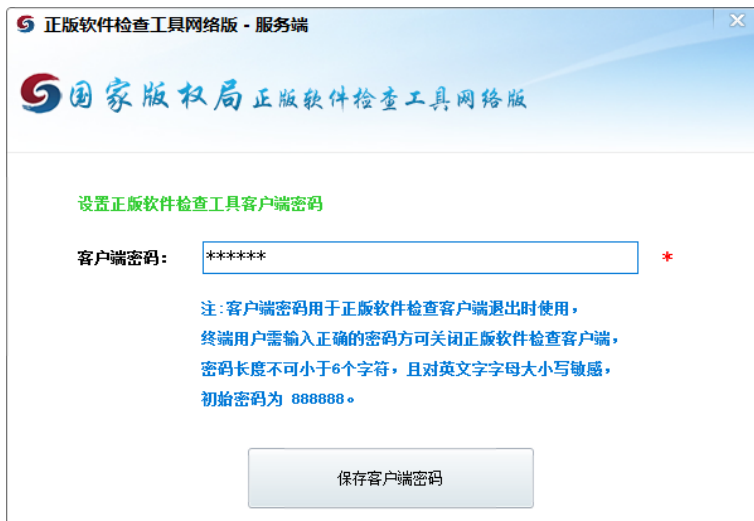 正版软件检查工具网络版 - 服务端
国家版权局正版软件检查工具网络版
设置正版软件检查工具客户端密码
客户端密码： ****** *
注:客户端密码用于正版软件检查客户端退出时使用，
终端用户需输入正确的密码方可关闭正版软件检查客户端，
密码长度不可小于6个字符，且对英文字字母大小写敏感，
初始密码为 888888。
保存客户端密码